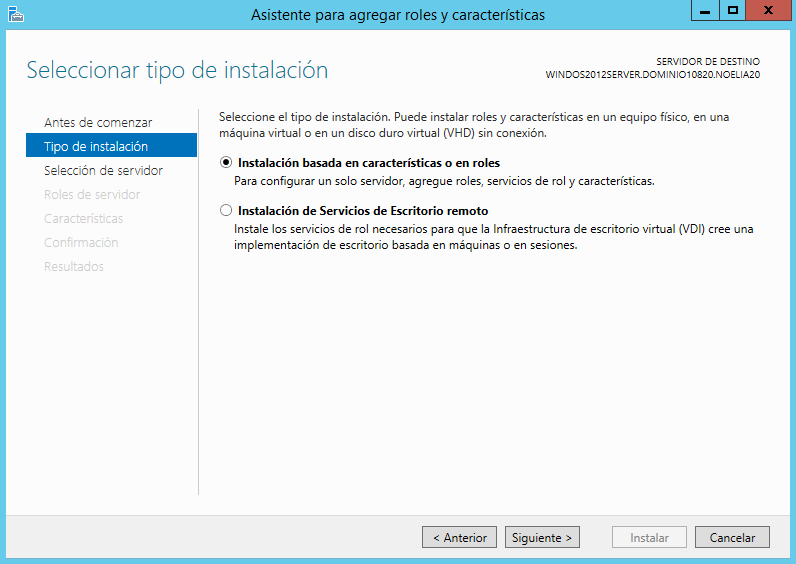 Asistente para agregar roles y características
Seleccionar tipo de instalación
SERVIDOR DE DESTINO
WINDOS2012SERVER.DOMINIO10820.NOELIA20
Antes de comenzar
Tipo de instalación
Selección de servidor
Roles de servidor
Características
Confirmación
Resultados
Seleccione el tipo de instalación. Puede instalar roles y características en un equipo físico, en una
máquina virtual o en un disco duro virtual (VHD) sin conexión.
Instalación basada en características o en roles
Para configurar un solo servidor, agregue roles, servicios de rol y características.
Instalación de Servicios de Escritorio remoto
Instale los servicios de rol necesarios para que la Infraestructura de escritorio virtual (VDI) cree una
implementación de escritorio basada en máquinas o en sesiones.
< Anterior
Siguiente >
Instalar
Cancelar